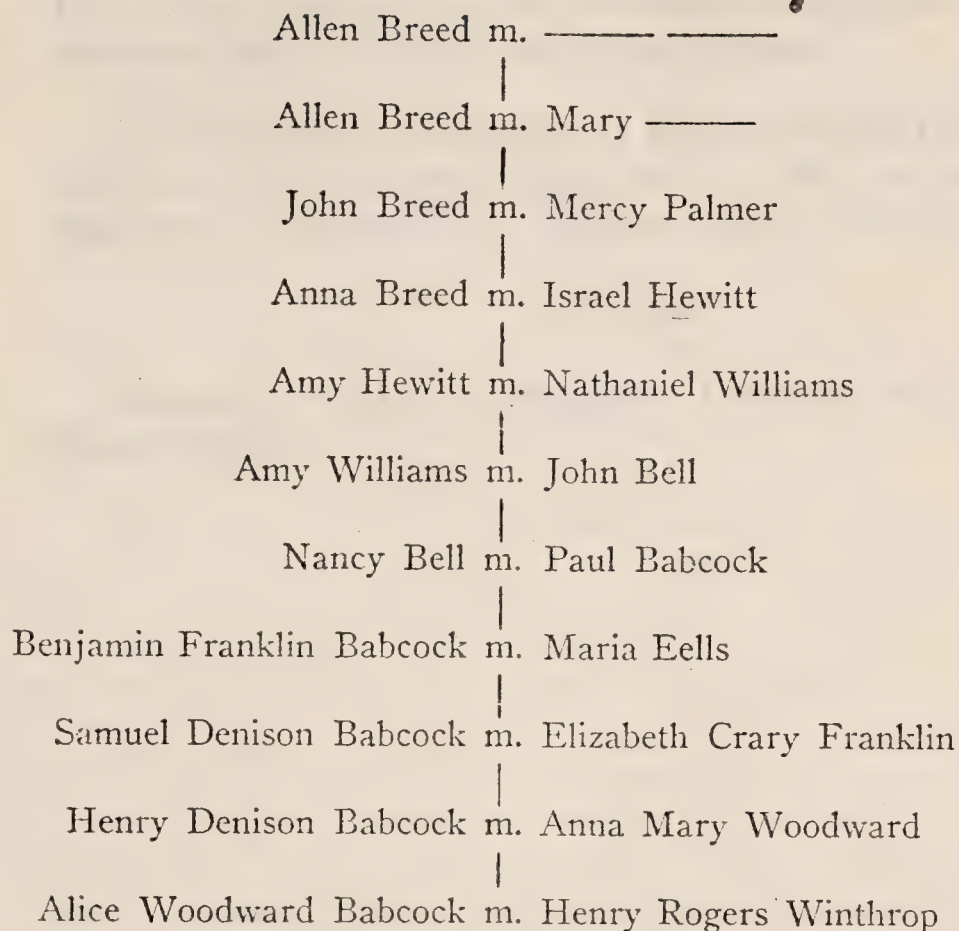 Allen Breed m. ——— ———
Allen Breed m. Mary ———
John Breed m. Mercy Palmer
Anna Breed m. Israel Hewitt
Amy Hewitt m. Nathaniel Williams
Amy Williams m. John Bell
Nancy Bell m. Paul Babcock
Benjamin Franklin Babcock m. Maria Eells
Samuel Denison Babcock m. Elizabeth Crary Franklin
Henry Denison Babcock m. Anna Mary Woodward
Alice Woodward Babcock m. Henry Rogers Winthrop